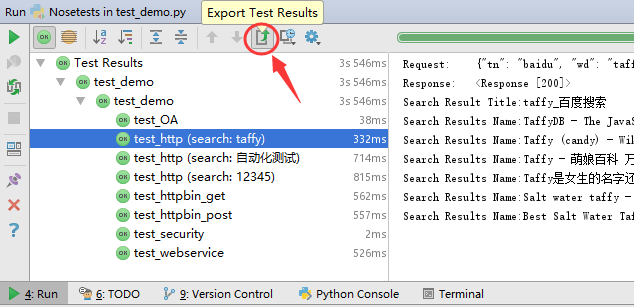 Run Nosetests in test_demo.py
Export Test Results
Test Results 3s 546ms
test_demo 3s 546ms
test_demo 3s 546ms
test_OA 38ms
test_http (search: taffy) 332ms
test_http (search: 自动化测试) 714ms
test_http (search: 12345) 815ms
test_httpbin_get 562ms
test_httpbin_post 557ms
test_security 2ms
test_webservice 526ms
Request: {"tn": "baidu", "wd": "taffy
Response: <Response [200]>
Search Result Title:taffy_百度搜索
Search Results Name:TaffyDB - The JavaS
Search Results Name:Taffy (candy) - Wil
Search Results Name:Taffy - 萌娘百科 万
Search Results Name:Taffy是女生的名字还
Search Results Name:Salt water taffy -
Search Results Name:Best Salt Water Taf
4: Run 6: TODO 9: Version Control Python Console Terminal